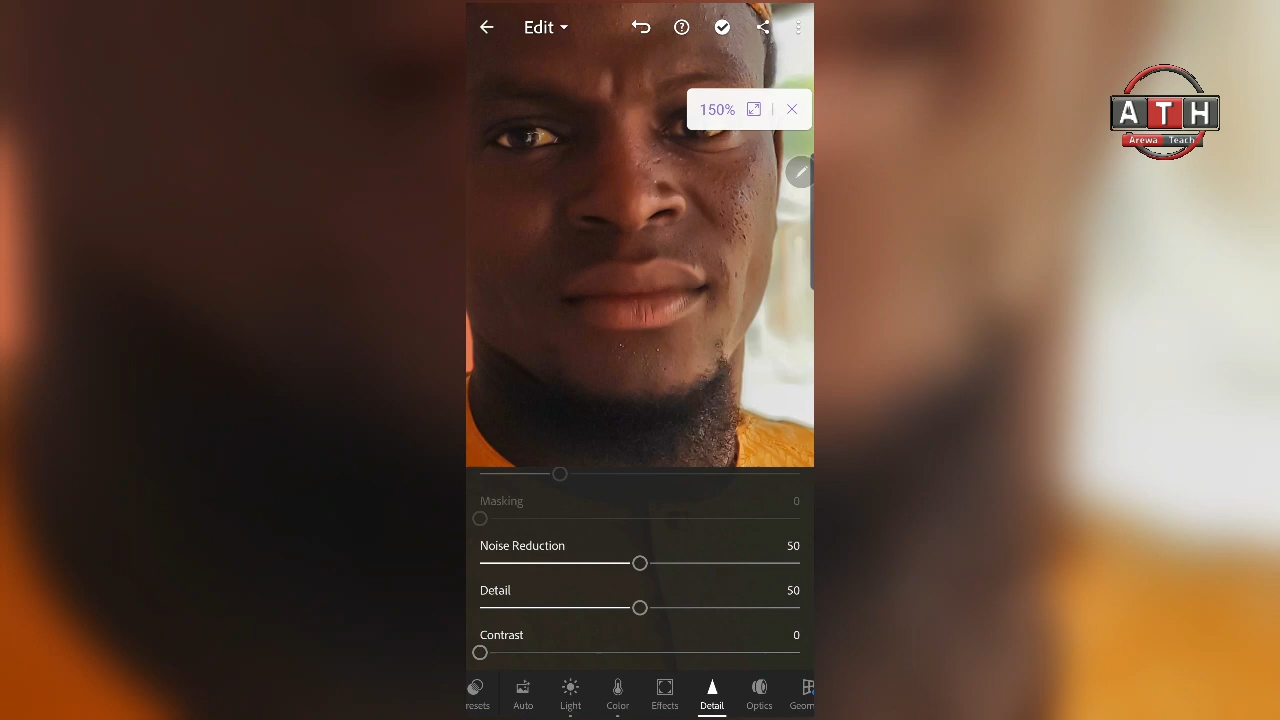 Edit
150%
A T H
Arewa Teach
Masking 0
Noise Reduction 50
Detail 50
Contrast 0
resets Auto Light Color Effects Detail Optics Geom